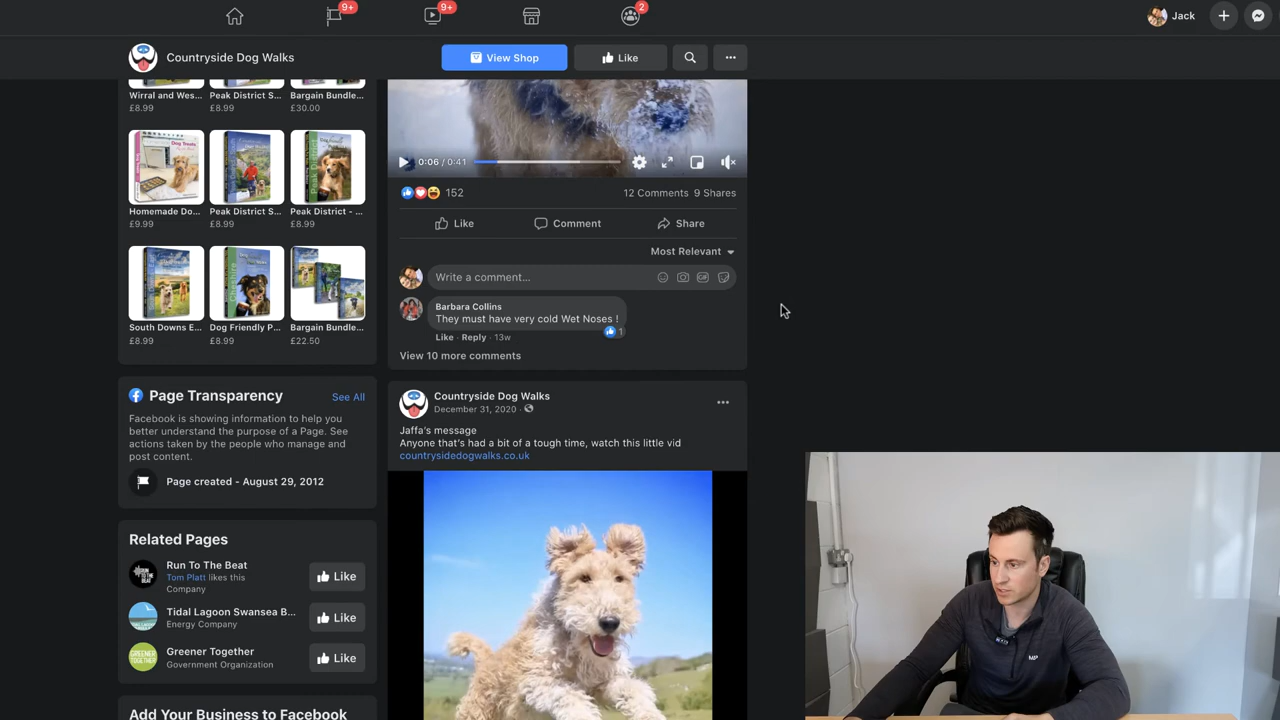 9+
9+
2
Jack
Countryside Dog Walks
View Shop
Like
Wirral and Wes...
£8.99
Peak District S...
£8.99
Bargain Bundle...
£30.00
Homemade Do...
£9.99
Peak District S...
£8.99
Peak District - ...
£8.99
South Downs E...
£8.99
Dog Friendly P...
£8.99
Bargain Bundle...
£22.50
Page Transparency
See All
Facebook is showing information to help you
better understand the purpose of a Page. See
actions taken by the people who manage and
post content.
Page created - August 29, 2012
Related Pages
Run To The Beat
Tom Platt likes this
Company
Like
Tidal Lagoon Swansea B...
Energy Company
Like
Greener Together
Government Organization
Like
Add Your Business to Facebook
0:06 / 0:41
152
12 Comments 9 Shares
Like
Comment
Share
Most Relevant
Write a comment...
GIF
Barbara Collins
They must have very cold Wet Noses !
1
Like · Reply · 13w
View 10 more comments
Countryside Dog Walks
December 31, 2020 ·
Jaffa's message
Anyone that's had a bit of a tough time, watch this little vid
countrysidedogwalks.co.uk
MP